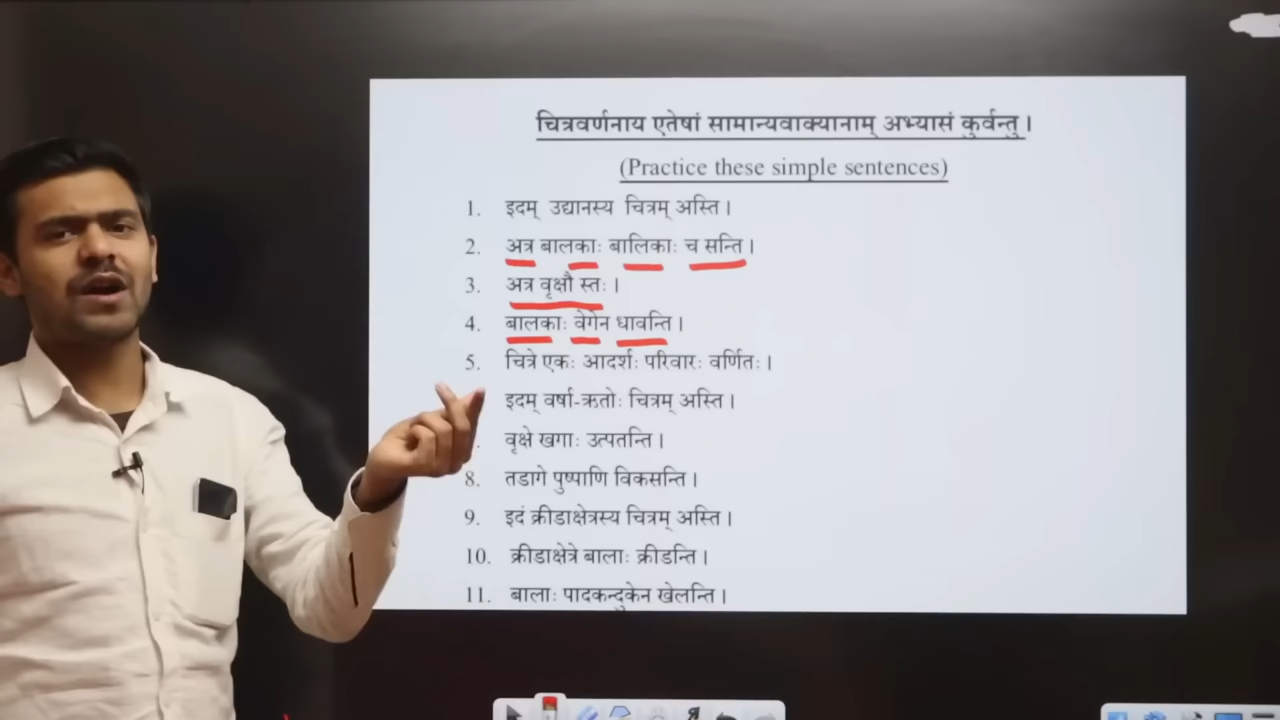 चित्रवर्णनाय एतेषां सामान्यवाक्यानाम् अभ्यासं कुर्वन्तु ।
(Practice these simple sentences)
1. इदम् उद्यानस्य चित्रम् अस्ति ।
2. अत्र बालकाः बालिकाः च सन्ति ।
3. अत्र वृक्षौ स्तः ।
4. बालकाः वेगेन धावन्ति ।
5. चित्रे एकः आदर्शः परिवारः वर्णितः ।
इदम् वर्षा-ऋतोः चित्रम् अस्ति ।
. वृक्षे खगाः उत्पतन्ति ।
8. तडागे पुष्पाणि विकसन्ति ।
9. इदं क्रीडाक्षेत्रस्य चित्रम् अस्ति ।
10. क्रीडाक्षेत्रे बालाः क्रीडन्ति ।
11. बालाः पादकन्दुकेन खेलन्ति ।